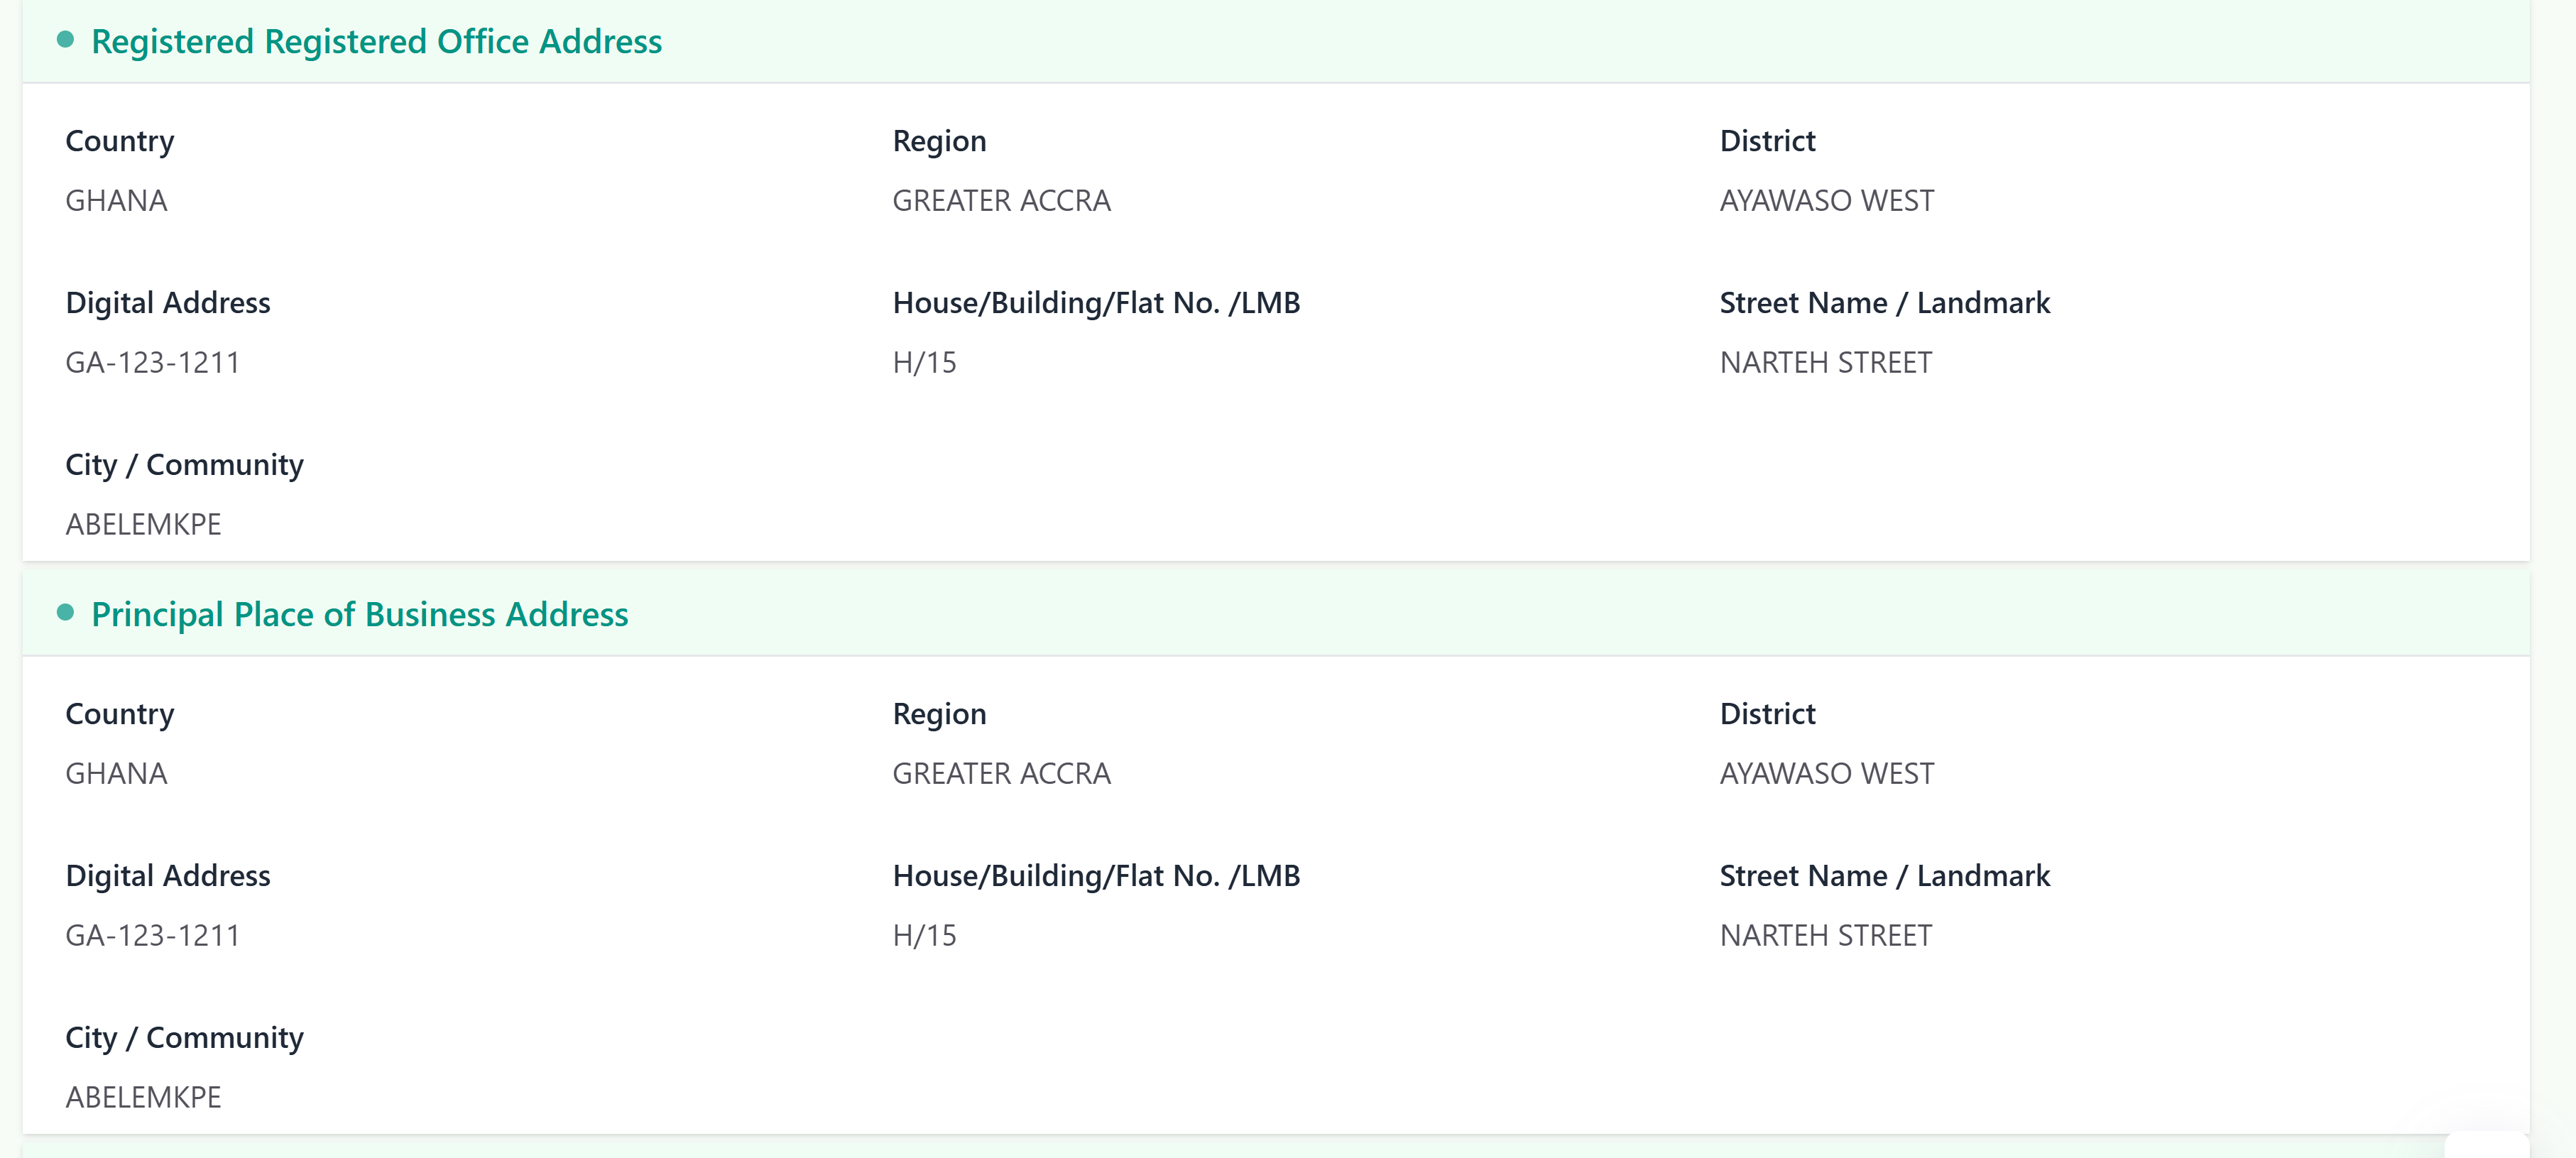 Registered Registered Office Address
Country Region District
GHANA GREATER ACCRA AYAWASO WEST
Digital Address House/Building/Flat No. /LMB Street Name / Landmark
GA-123-1211 H/15 NARTEH STREET
City / Community
ABELEMKPE
Principal Place of Business Address
Country Region District
GHANA GREATER ACCRA AYAWASO WEST
Digital Address House/Building/Flat No. /LMB Street Name / Landmark
GA-123-1211 H/15 NARTEH STREET
City / Community
ABELEMKPE